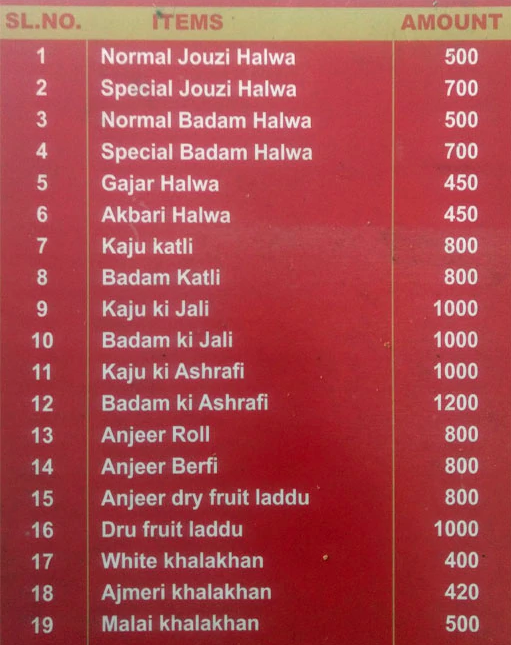 SL.NO. ITEMS AMOUNT
1 Normal Jouzi Halwa 500
2 Special Jouzi Halwa 700
3 Normal Badam Halwa 500
4 Special Badam Halwa 700
5 Gajar Halwa 450
6 Akbari Halwa 450
7 Kaju katli 800
8 Badam Katli 800
9 Kaju ki Jali 1000
10 Badam ki Jali 1000
11 Kaju ki Ashrafi 1000
12 Badam ki Ashrafi 1200
13 Anjeer Roll 800
14 Anjeer Berfi 800
15 Anjeer dry fruit laddu 800
16 Dru fruit laddu 1000
17 White khalakhan 400
18 Ajmeri khalakhan 420
19 Malai khalakhan 500